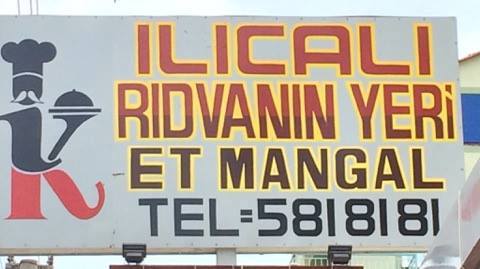 ILICALI
RIDVANIN YERİ
ET MANGAL
TEL=5818181